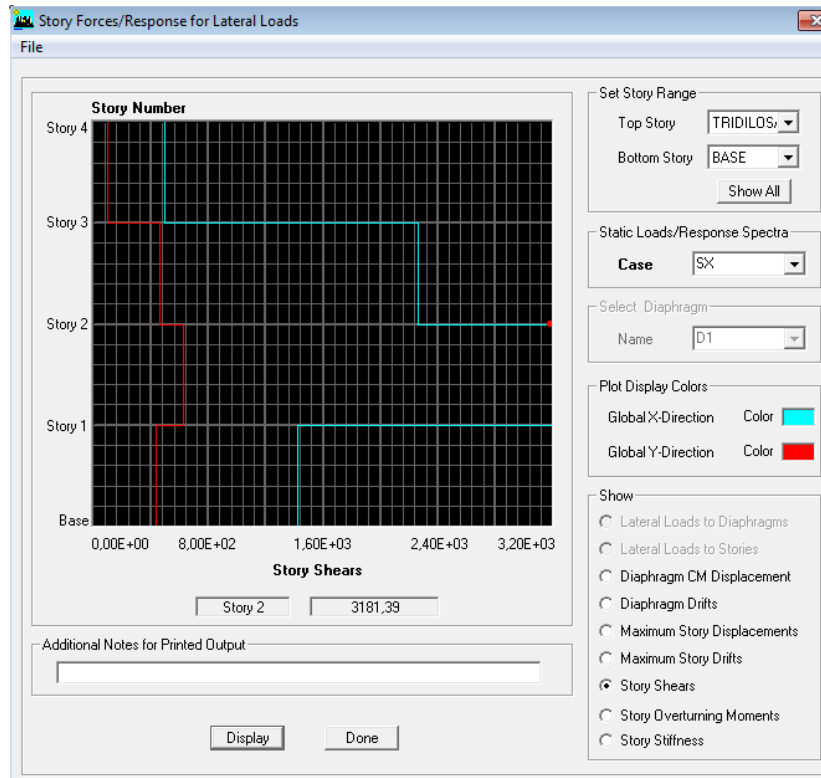 Story Forces/Response for Lateral Loads
File
Story Number
Story 4
Story 3
Story 2
Story 1
Base
0,00E+00 8,00E+02 1,60E+03 2,40E+03 3,20E+03
Story Shears
Story 2 3181,39
Additional Notes for Printed Output
Display Done
Set Story Range
Top Story TRIDILOS
Bottom Story BASE
Show All
Static Loads/Response Spectra
Case SX
Select Diaphragm
Name D1
Plot Display Colors
Global X-Direction Color
Global Y-Direction Color
Show
Lateral Loads to Diaphragms
Lateral Loads to Stories
Diaphragm CM Displacement
Diaphragm Drifts
Maximum Story Displacements
Maximum Story Drifts
Story Shears
Story Overturning Moments
Story Stiffness